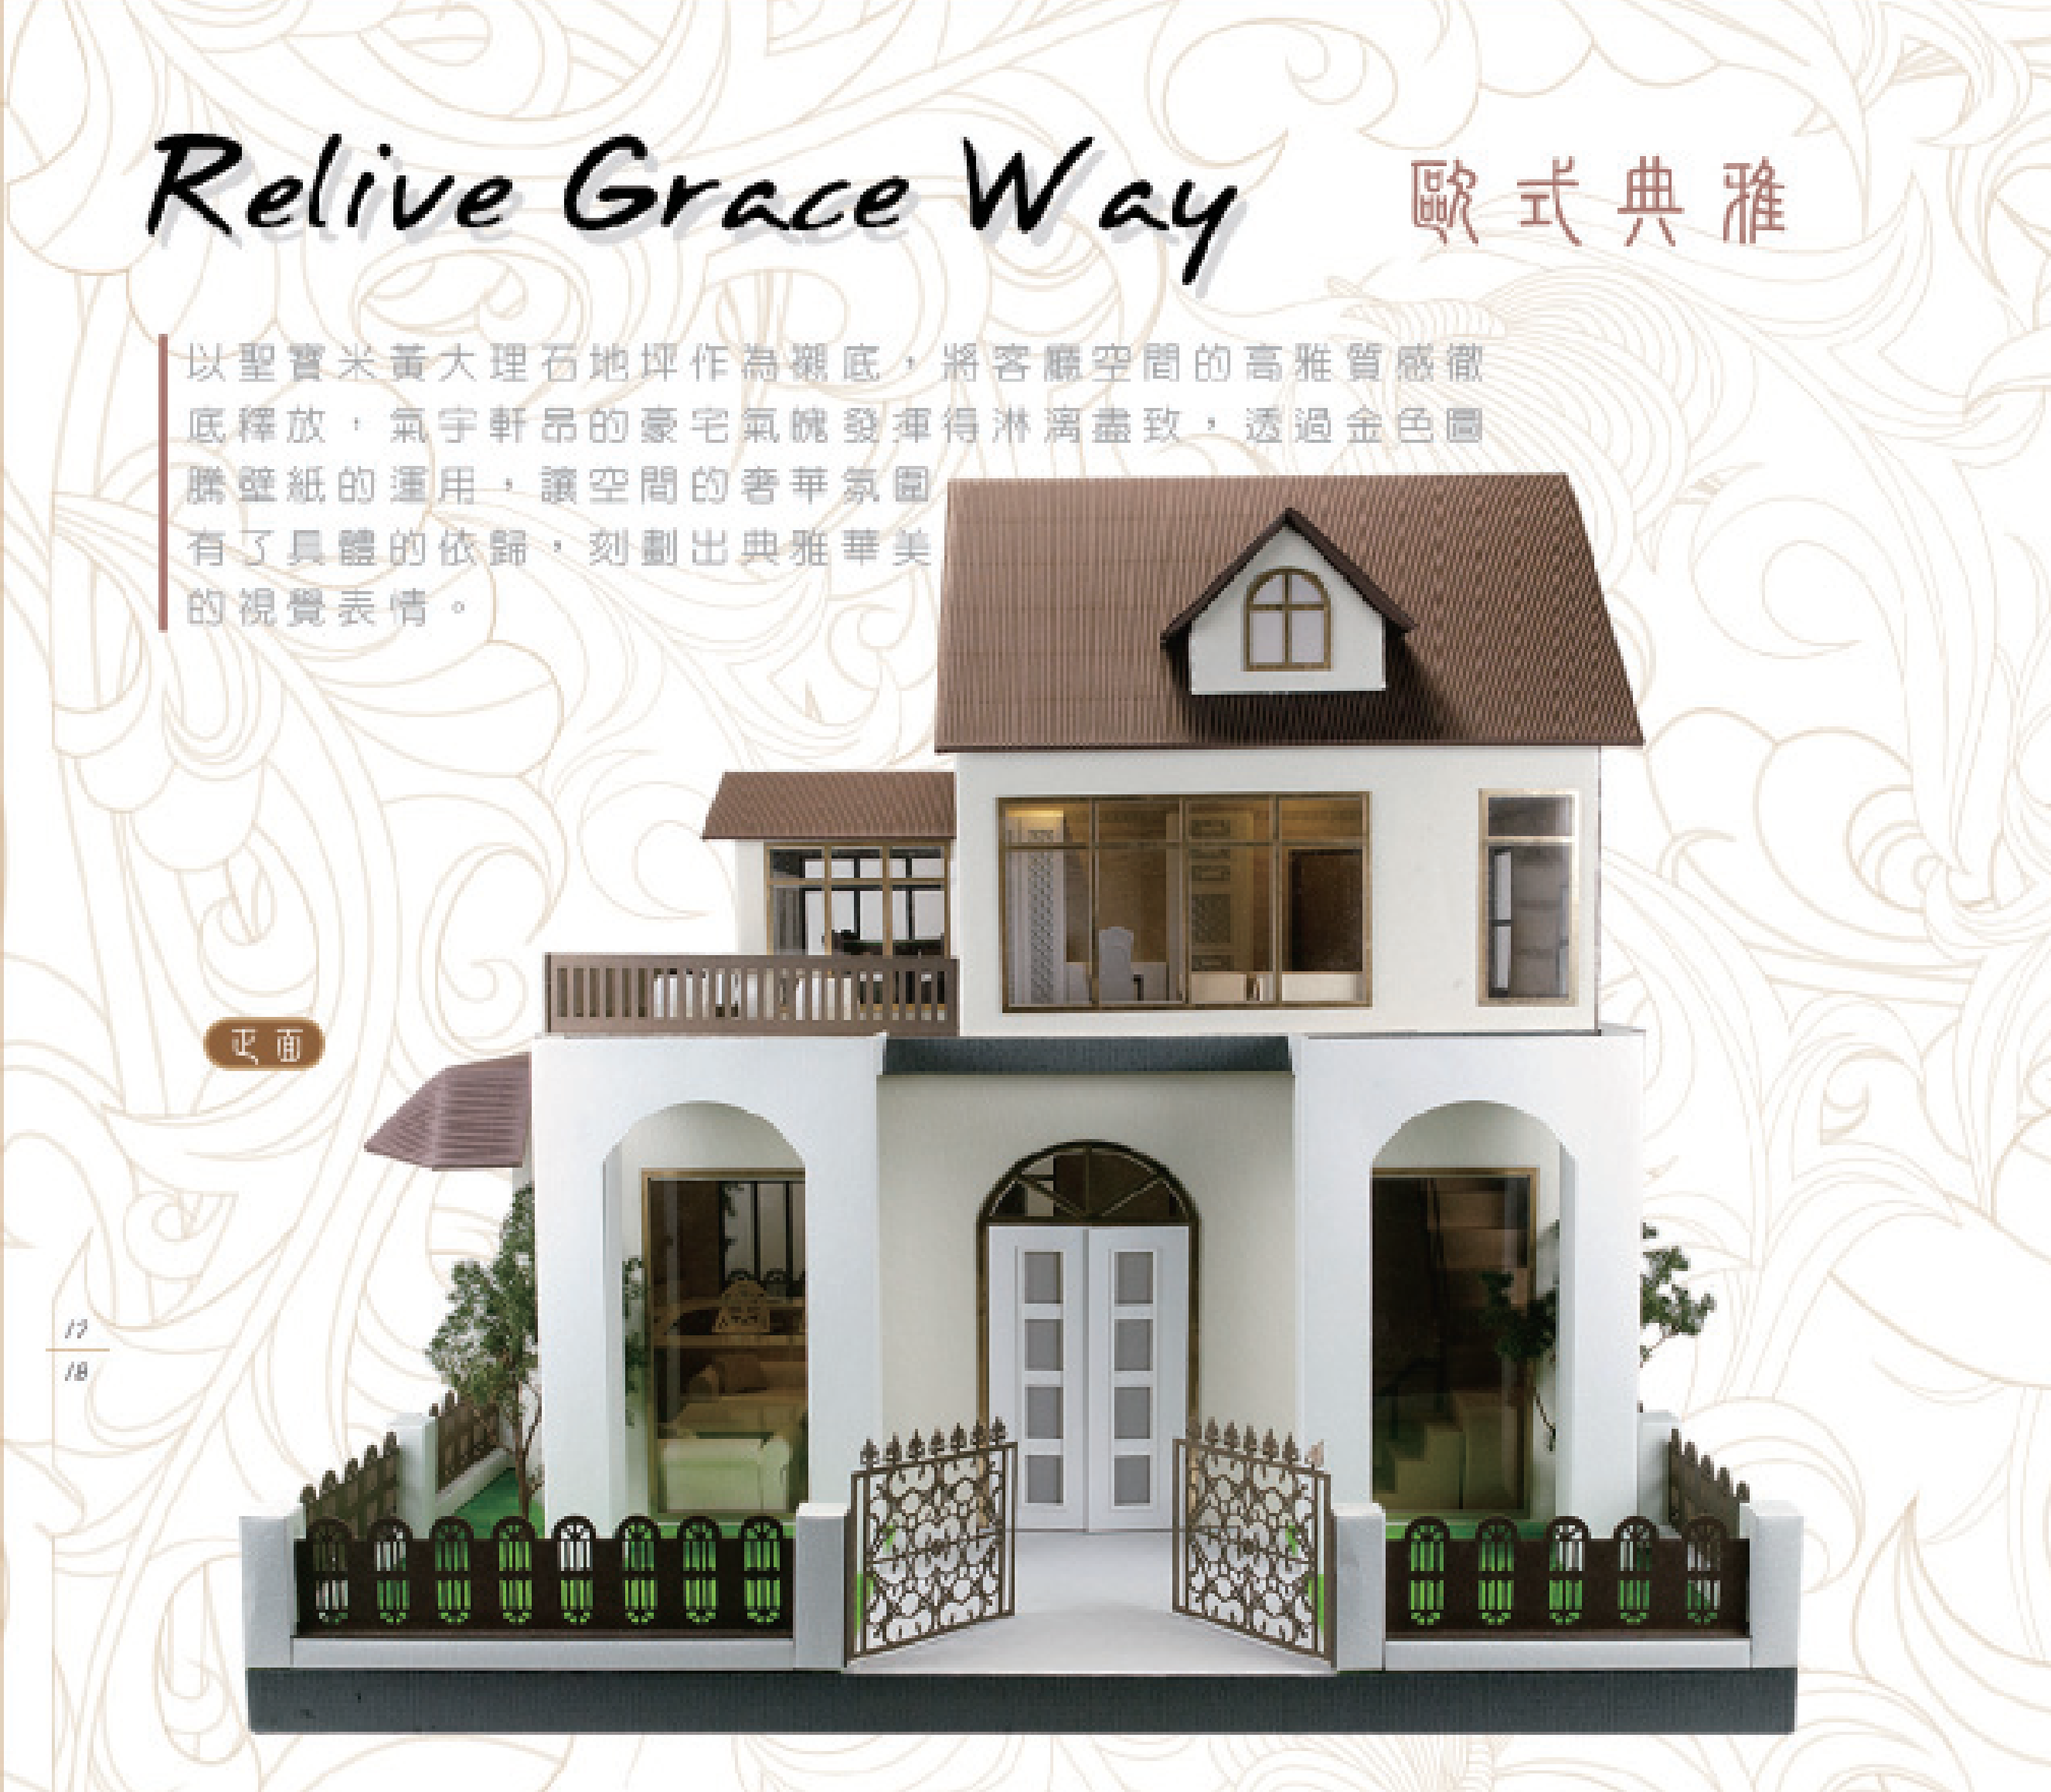 Relive Grace Way
歐式典雅
以聖寶米黃大理石地坪作為襯底，將客廳空間的高雅質感徹
底釋放，氣宇軒昂的豪宅氣魄發揮得淋漓盡致，透過金色圖
騰壁紙的運用，讓空間的奢華氛圍
有了具體的依歸，刻劃出典雅華美
的視覺表情。
正面
17
18